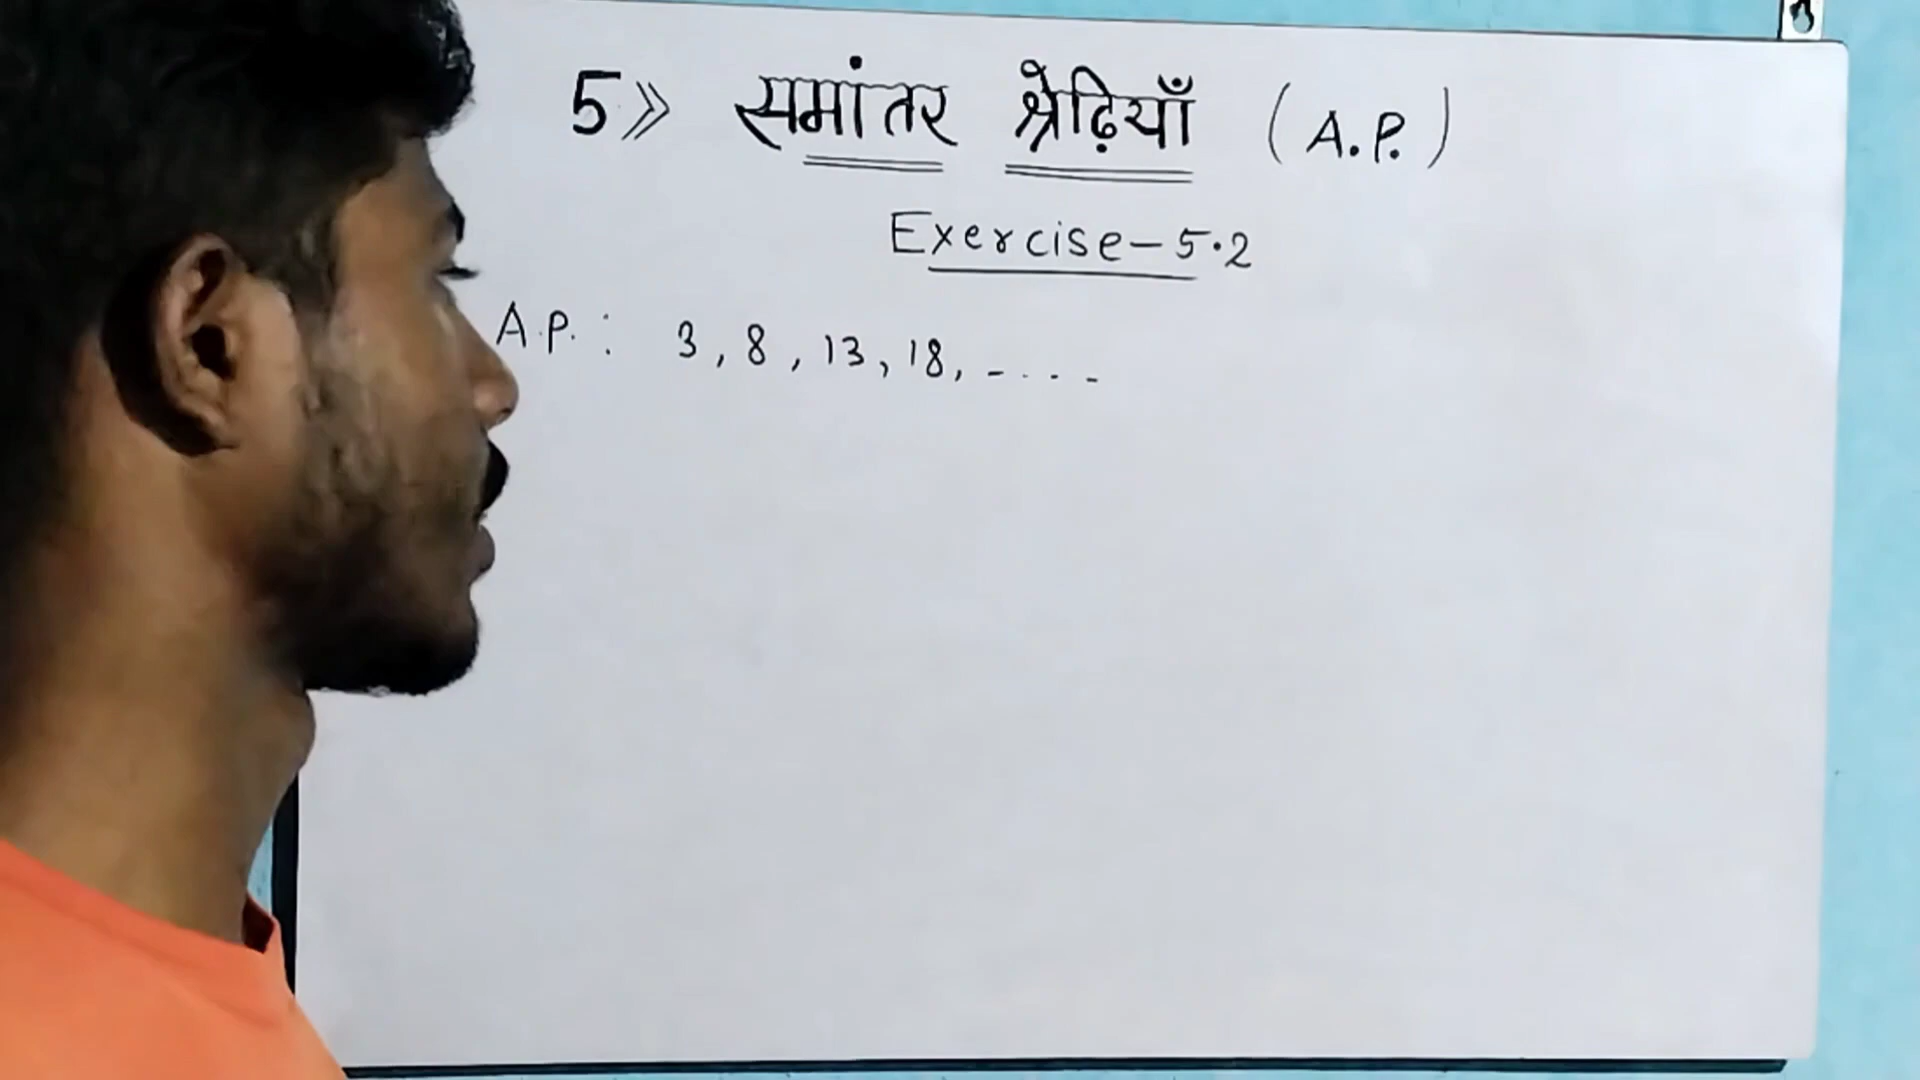 5》 समांतर श्रेढ़ियाँ (A.P.)
Exercise-5.2
A.P. : 3, 8, 13, 18, - . . -